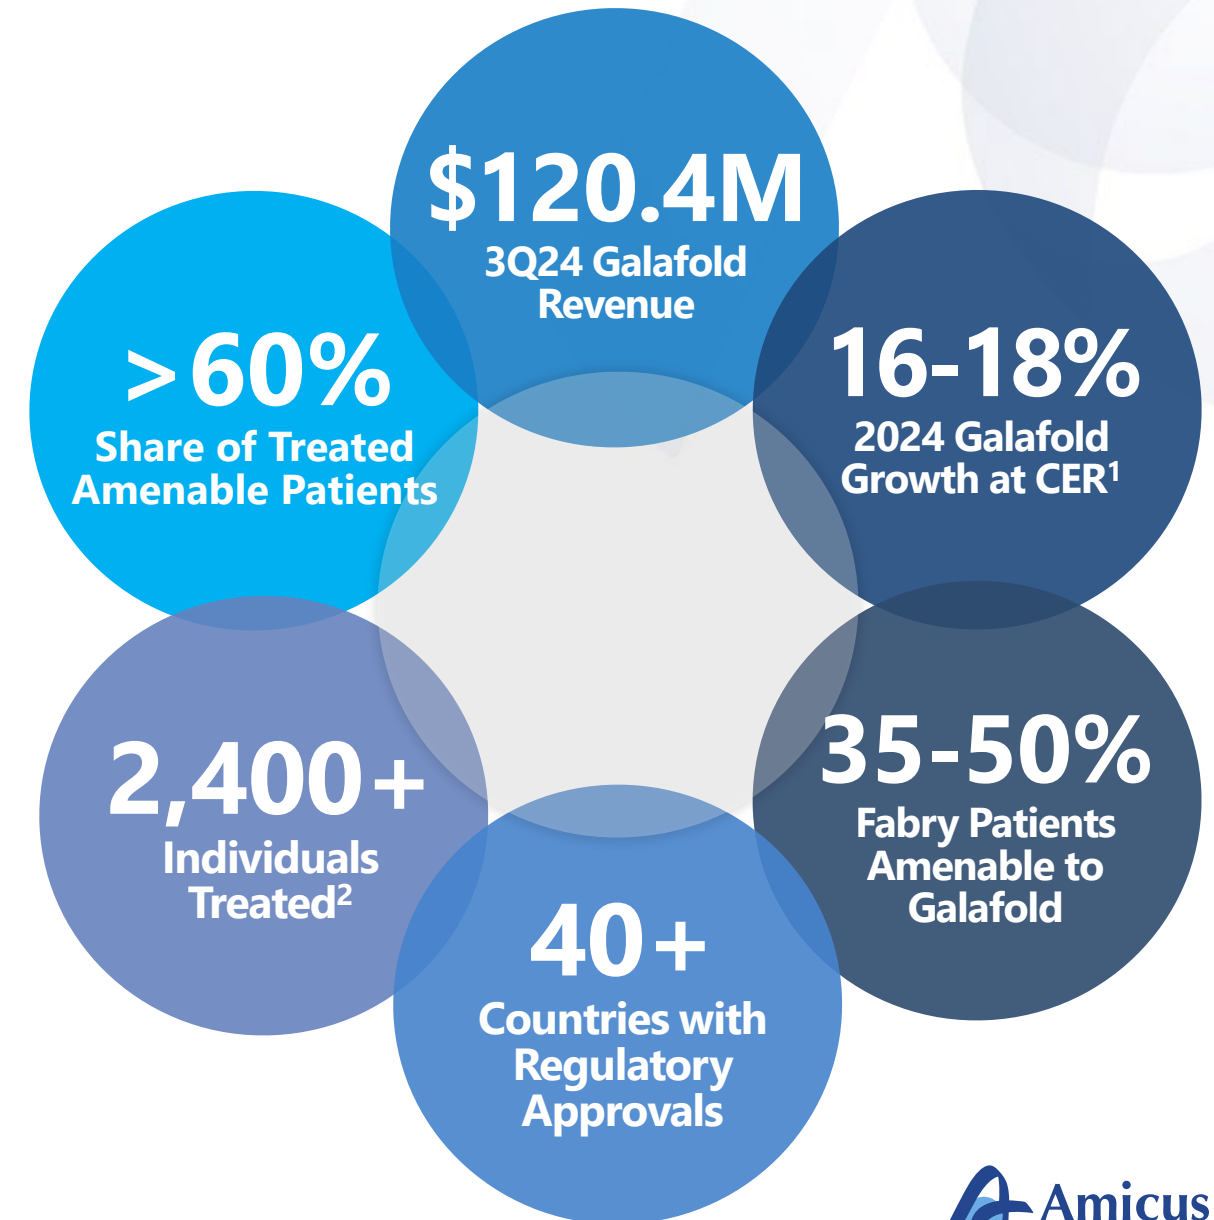 $120.4M
3Q24 Galafold
Revenue
>60%
Share of Treated
Amenable Patients
16-18%
2024 Galafold
Growth at CER¹
2,400+
Individuals
Treated²
35-50%
Fabry Patients
Amenable to
Galafold
40+
Countries with
Regulatory
Approvals
Amicus